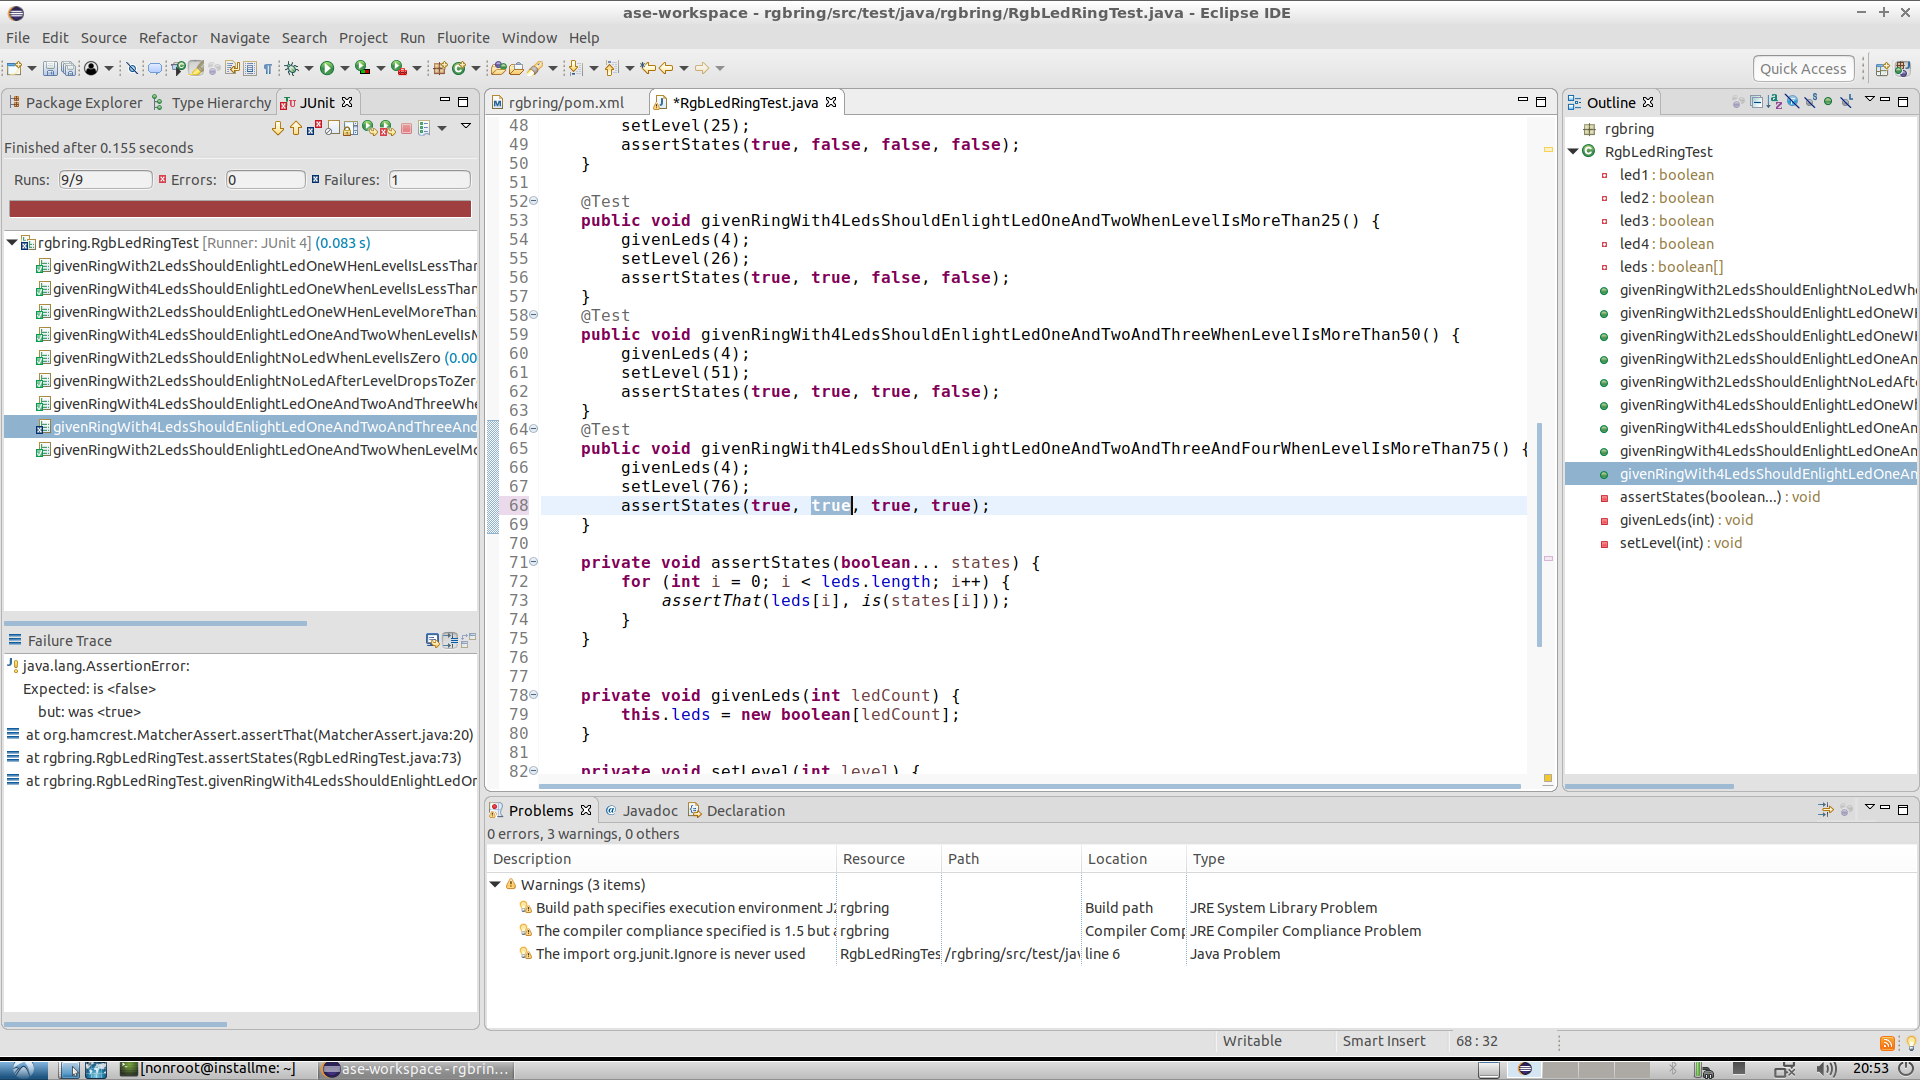 ase-workspace - rgbring/src/test/java/rgbring/RgbLedRingTest.java - Eclipse IDE
File Edit Source Refactor Navigate Search Project Run Fluorite Window Help
Quick Access
Package Explorer Type Hierarchy JUnit
Finished after 0.155 seconds
Runs: 9/9 Errors: 0 Failures: 1
rgbring.RgbLedRingTest [Runner: JUnit 4] (0.083 s)
givenRingWith2LedsShouldEnlightLedOneWHenLevelIsLessThan
givenRingWith4LedsShouldEnlightLedOneWhenLevelIsLessThan
givenRingWith2LedsShouldEnlightLedOneWHenLevelMoreThan
givenRingWith4LedsShouldEnlightLedOneAndTwoWhenLevelIsM
givenRingWith2LedsShouldEnlightNoLedWhenLevelIsZero (0.00
givenRingWith2LedsShouldEnlightNoLedAfterLevelDropsToZer
givenRingWith4LedsShouldEnlightLedOneAndTwoAndThreeWhe
givenRingWith4LedsShouldEnlightLedOneAndTwoAndThreeAnd
givenRingWith2LedsShouldEnlightLedOneAndTwoWhenLevelMo
Failure Trace
java.lang.AssertionError:
Expected: is <false>
but: was <true>
at org.hamcrest.MatcherAssert.assertThat(MatcherAssert.java:20)
at rgbring.RgbLedRingTest.assertStates(RgbLedRingTest.java:73)
at rgbring.RgbLedRingTest.givenRingWith4LedsShouldEnlightLedOr
rgbring/pom.xml *RgbLedRingTest.java
48 setLevel(25);
49 assertStates(true, false, false, false);
50 }
51
52 @Test
53 public void givenRingWith4LedsShouldEnlightLedOneAndTwoWhenLevelIsMoreThan25() {
54 givenLeds(4);
55 setLevel(26);
56 assertStates(true, true, false, false);
57 }
58 @Test
59 public void givenRingWith4LedsShouldEnlightLedOneAndTwoAndThreeWhenLevelIsMoreThan50() {
60 givenLeds(4);
61 setLevel(51);
62 assertStates(true, true, true, false);
63 }
64 @Test
65 public void givenRingWith4LedsShouldEnlightLedOneAndTwoAndThreeAndFourWhenLevelIsMoreThan75() {
66 givenLeds(4);
67 setLevel(76);
68 assertStates(true, true, true, true);
69 }
70
71 private void assertStates(boolean... states) {
72 for (int i = 0; i < leds.length; i++) {
73 assertThat(leds[i], is(states[i]));
74 }
75 }
76
77
78 private void givenLeds(int ledCount) {
79 this.leds = new boolean[ledCount];
80 }
81
82 private void setLevel(int level) {
Outline
rgbring
RgbLedRingTest
led1 : boolean
led2 : boolean
led3 : boolean
led4 : boolean
leds : boolean[]
givenRingWith2LedsShouldEnlightNoLedWhe
givenRingWith2LedsShouldEnlightLedOneWH
givenRingWith2LedsShouldEnlightLedOneWH
givenRingWith2LedsShouldEnlightLedOneAn
givenRingWith2LedsShouldEnlightNoLedAfte
givenRingWith4LedsShouldEnlightLedOneWh
givenRingWith4LedsShouldEnlightLedOneAn
givenRingWith4LedsShouldEnlightLedOneAn
givenRingWith4LedsShouldEnlightLedOneAn
assertStates(boolean...) : void
givenLeds(int) : void
setLevel(int) : void
Problems Javadoc Declaration
0 errors, 3 warnings, 0 others
Description Resource Path Location Type
Warnings (3 items)
Build path specifies execution environment J2 rgbring Build path JRE System Library Problem
The compiler compliance specified is 1.5 but a rgbring Compiler Comp JRE Compiler Compliance Problem
The import org.junit.Ignore is never used RgbLedRingTes /rgbring/src/test/jav line 6 Java Problem
Writable Smart Insert 68 : 32
[nonroot@installme: ~] ase-workspace - rgbrin... 20:53